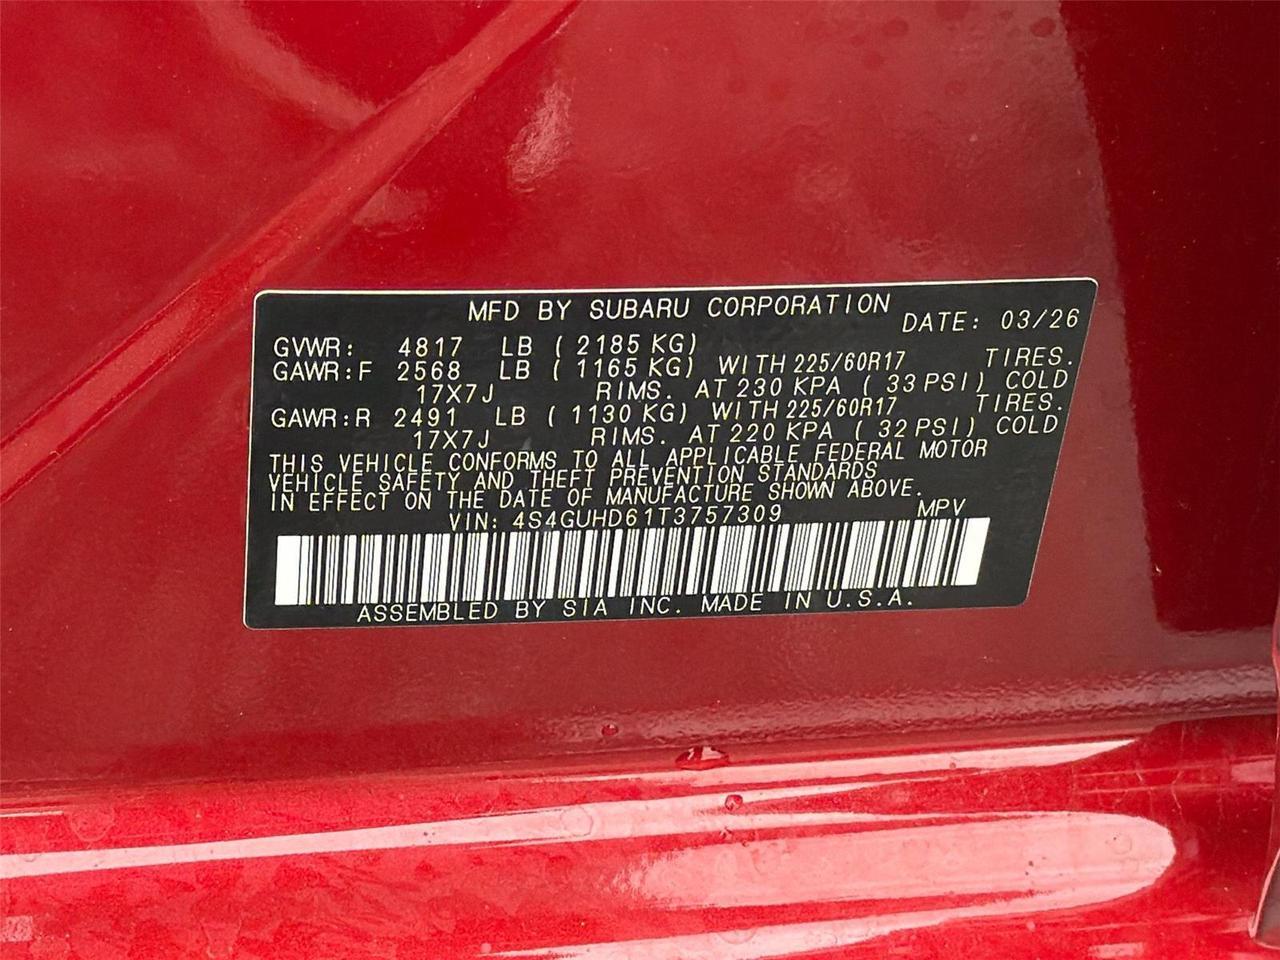 MFD BY SUBARU CORPORATION DATE: 03/26
GVWR: 4817 LB ( 2185 KG)
GAWR:F 2568 LB ( 1165 KG) WITH 225/60R17 TIRES.
17X7J RIMS. AT 230 KPA ( 33 PSI) COLD
GAWR:R 2491 LB ( 1130 KG) WITH 225/60R17 TIRES.
17X7J RIMS. AT 220 KPA ( 32 PSI) COLD
THIS VEHICLE CONFORMS TO ALL APPLICABLE FEDERAL MOTOR
VEHICLE SAFETY AND THEFT PREVENTION STANDARDS
IN EFFECT ON THE DATE OF MANUFACTURE SHOWN ABOVE.
VIN: 4S4GUHD61T3757309 MPV
ASSEMBLED BY SIA INC. MADE IN U.S.A.